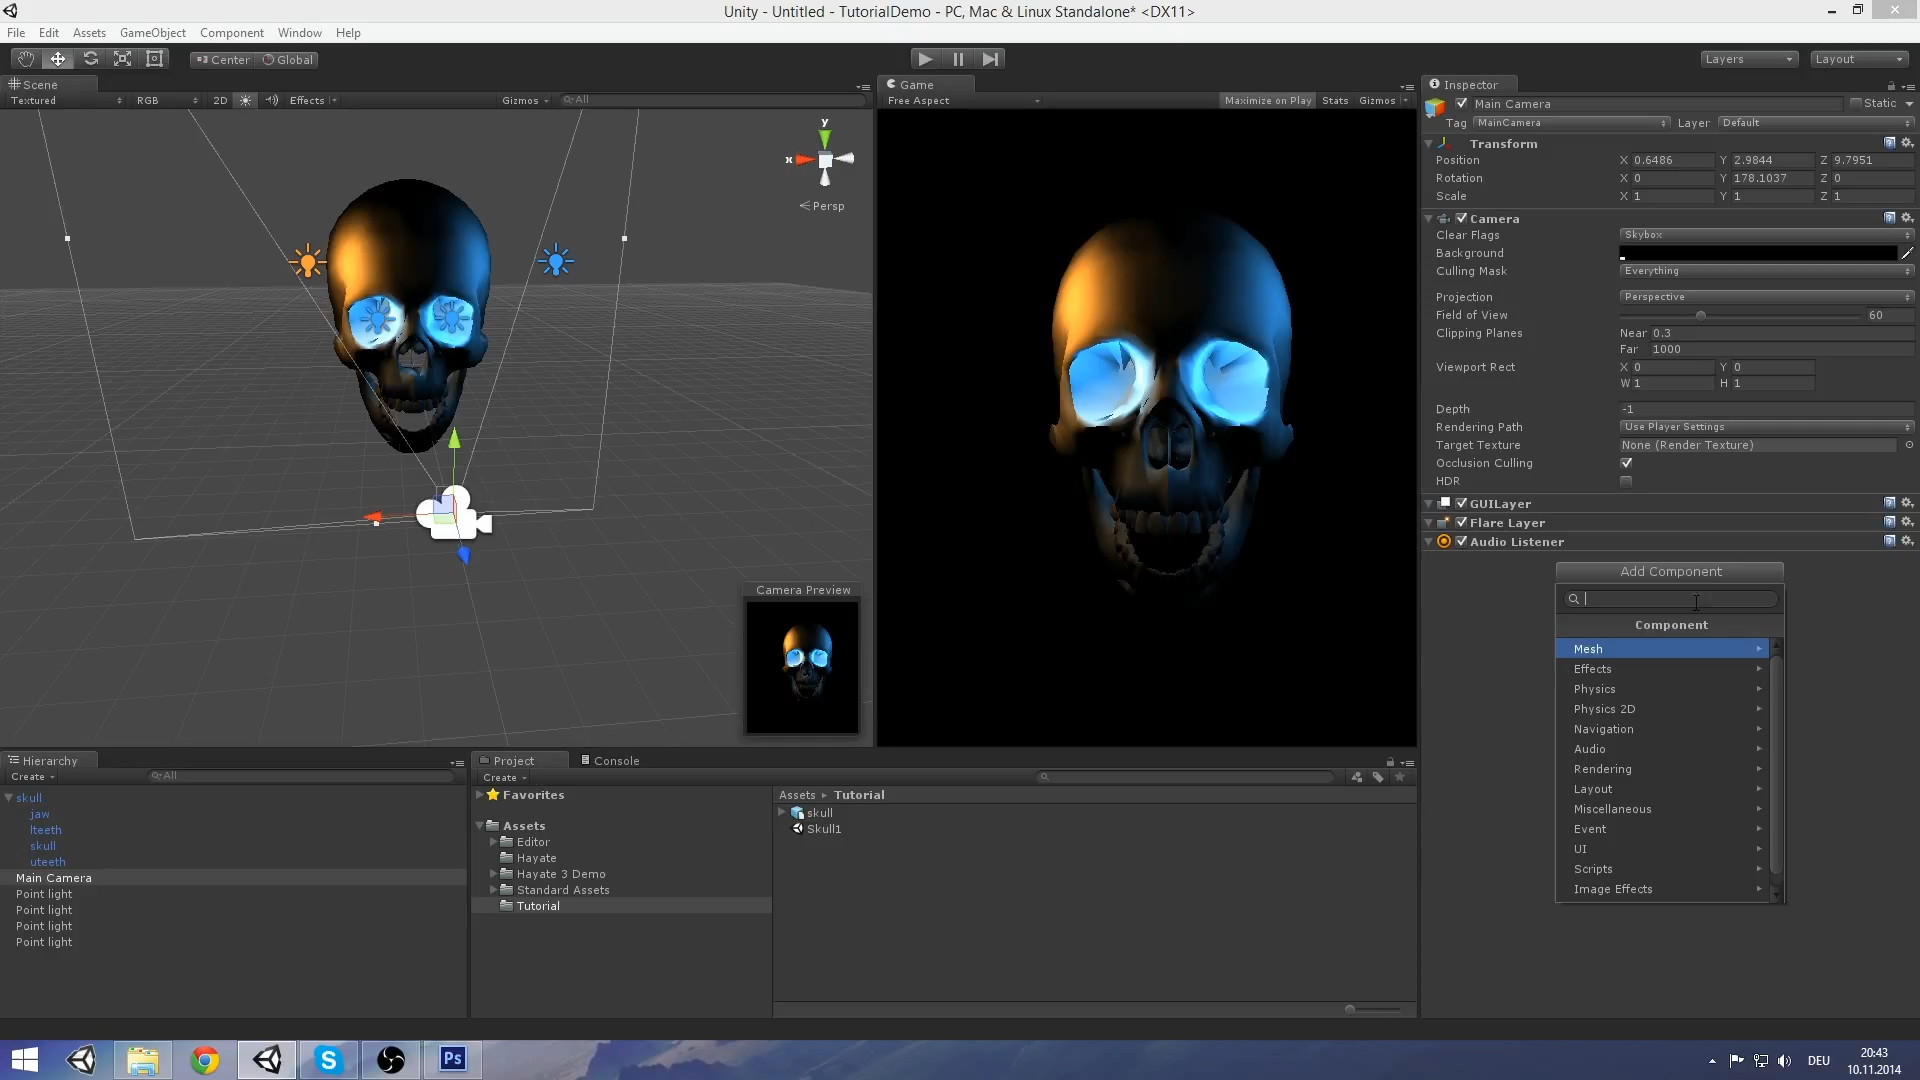 Unity - Untitled - TutorialDemo - PC, Mac & Linux Standalone* <DX11>
File Edit Assets GameObject Component Window Help
Center Global Layers Layout
Scene
Textured RGB 2D Effects Gizmos All
y
x
Persp
Camera Preview
Game
Free Aspect Maximize on Play Stats Gizmos
Inspector
Main Camera Static
Tag MainCamera Layer Default
Transform
Position X 0.6486 Y 2.9844 Z 9.7951
Rotation X 0 Y 178.1037 Z 0
Scale X 1 Y 1 Z 1
Camera
Clear Flags Skybox
Background
Culling Mask Everything
Projection Perspective
Field of View 60
Clipping Planes Near 0.3
Far 1000
Viewport Rect X 0 Y 0
W 1 H 1
Depth -1
Rendering Path Use Player Settings
Target Texture None (Render Texture)
Occlusion Culling
HDR
GUILayer
Flare Layer
Audio Listener
Add Component
Component
Mesh
Effects
Physics
Physics 2D
Navigation
Audio
Rendering
Layout
Miscellaneous
Event
UI
Scripts
Image Effects
Hierarchy
Create All
skull
jaw
lteeth
skull
uteeth
Main Camera
Point light
Point light
Point light
Point light
Project Console
Create
Favorites
Assets
Editor
Hayate
Hayate 3 Demo
Standard Assets
Tutorial
Assets Tutorial
skull
Skull1
Ps
DEU
20:43
10.11.2014